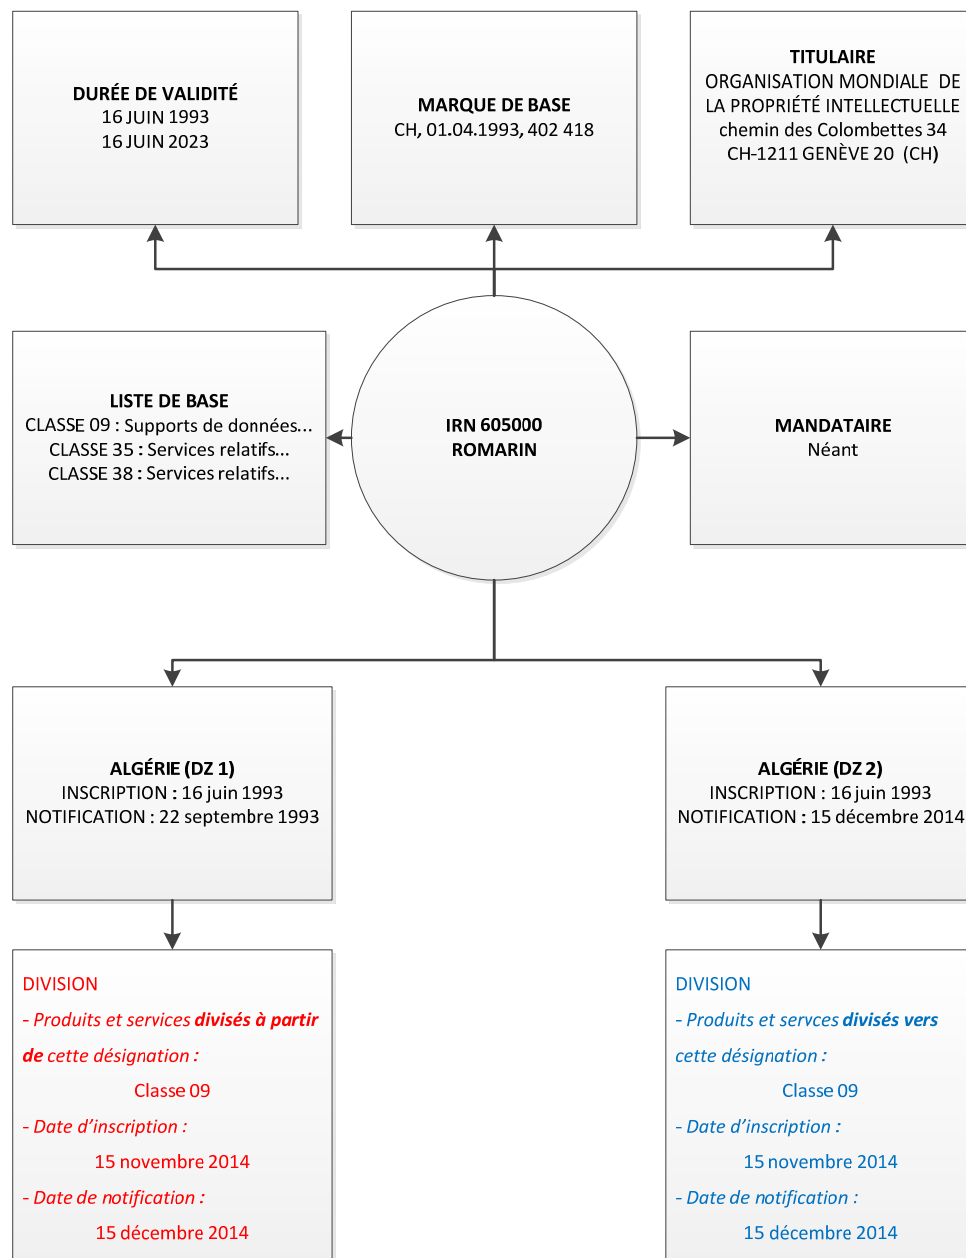 DURÉE DE VALIDITÉ
16 JUIN 1993
16 JUIN 2023
MARQUE DE BASE
CH, 01.04.1993, 402 418
TITULAIRE
ORGANISATION MONDIALE DE
LA PROPRIÉTÉ INTELLECTUELLE
chemin des Colombettes 34
CH-1211 GENÈVE 20 (CH)
LISTE DE BASE
CLASSE 09 : Supports de données...
CLASSE 35 : Services relatifs...
CLASSE 38 : Services relatifs...
IRN 605000
ROMARIN
MANDATAIRE
Néant
ALGÉRIE (DZ 1)
INSCRIPTION : 16 juin 1993
NOTIFICATION : 22 septembre 1993
ALGÉRIE (DZ 2)
INSCRIPTION : 16 juin 1993
NOTIFICATION : 15 décembre 2014
DIVISION
- Produits et services divisés à partir
de cette désignation :
Classe 09
- Date d'inscription :
15 novembre 2014
- Date de notification :
15 décembre 2014
DIVISION
- Produits et servces divisés vers
cette désignation :
Classe 09
- Date d'inscription :
15 novembre 2014
- Date de notification :
15 décembre 2014